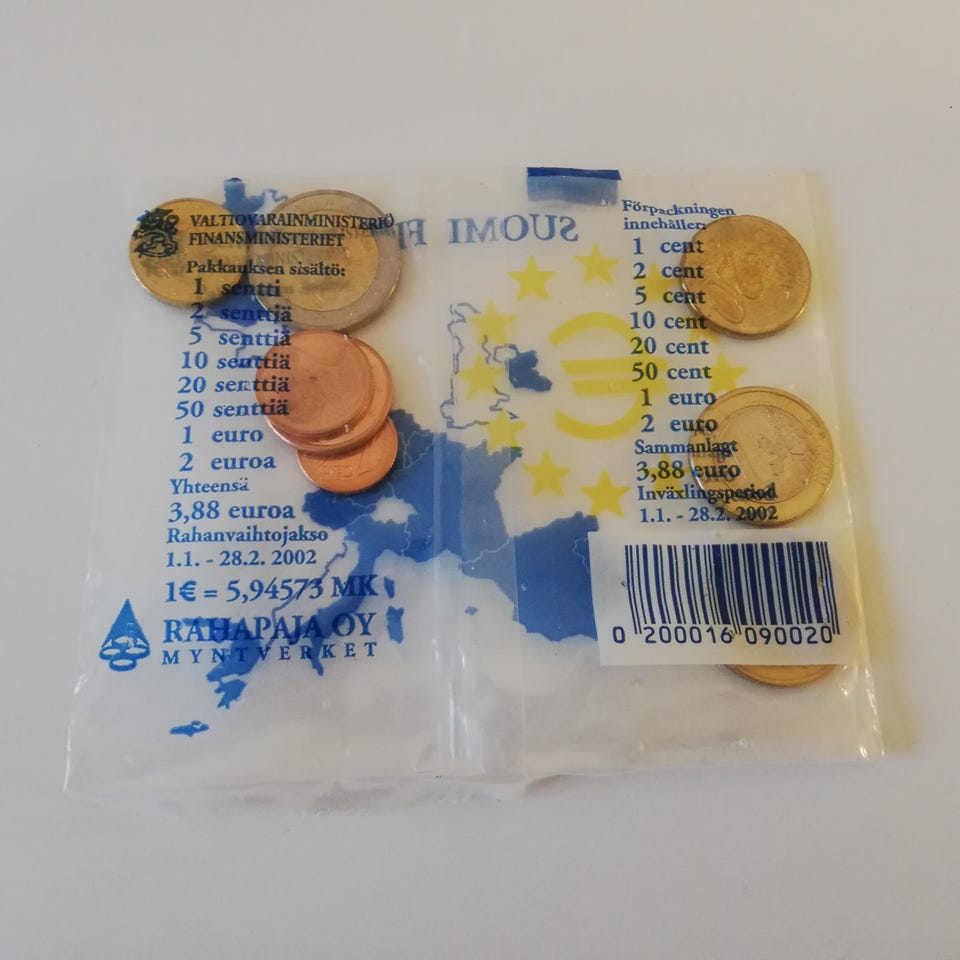 VALTIOVARAINMINISTERIÖ
FINANSMINISTERIET
Pakkauksen sisältö:
1 sentti
2 senttiä
5 senttiä
10 senttiä
20 senttiä
50 senttiä
1 euro
2 euroa
Yhteensä
3,88 euroa
Rahanvaihtojakso
1.1. - 28.2. 2002
1€ = 5,94573 MK
RAHAPAJA OY
MYNTVERKET
SUOMI
€
Förpackningen
innehåller:
1 cent
2 cent
5 cent
10 cent
20 cent
50 cent
1 euro
2 euro
Sammanlagt
3,88 euro
Inväxlingsperiod
1.1. - 28.2. 2002
0 200016 090020